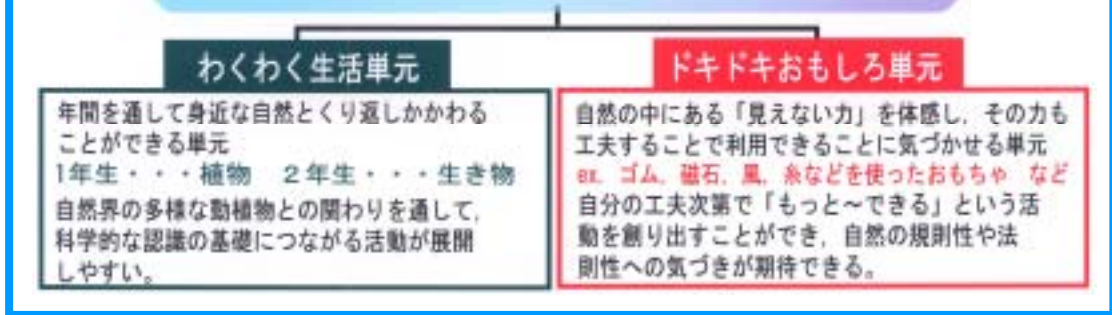 わくわく生活単元
年間を通して身近な自然とくり返しかかわる
ことができる単元
1年生・・・植物　２年生・・・生き物
自然界の多様な動植物との関わりを通して，
科学的な認識の基礎につながる活動が展開
しやすい。
ドキドキおもしろ単元
自然の中にある「見えない力」を体感し，その力も
工夫することで利用できることに気づかせる単元
ex．ゴム，磁石，風，糸などを使ったおもちゃ　など
自分の工夫次第で「もっと～できる」という活
動を創り出すことができ，自然の規則性や法
則性への気づきが期待できる。